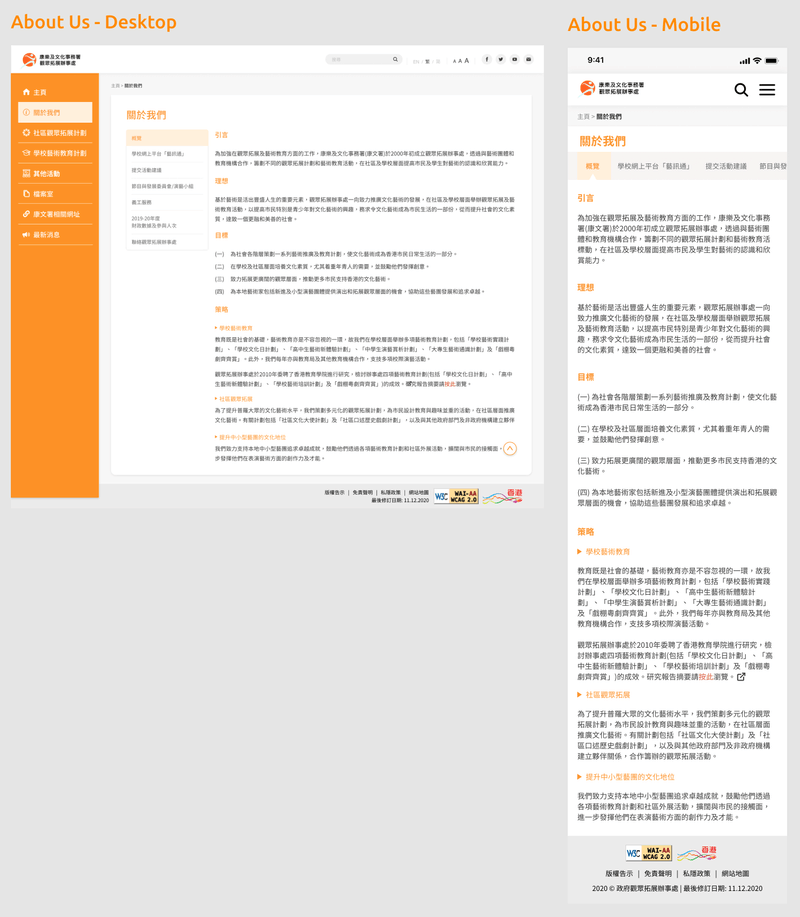 About Us - Desktop
康樂及文化事務署
觀眾拓展辦事處
搜尋
EN | 繁 | 简
A A A
主頁
關於我們
社區觀眾拓展計劃
學校藝術教育計劃
其他活動
檔案室
康文署相關網址
最新消息
主頁 > 關於我們
關於我們
概覽
學校網上平台「藝訊通」
提交活動建議
節目與發展委員會/演藝小組
義工服務
2019-20年度
財政數據及參與人次
聯絡觀眾拓展辦事處
引言
為加強在觀眾拓展及藝術教育方面的工作，康樂及文化事務署(康文署)於2000年初成立觀眾拓展辦事處，透過與藝術團體和
教育機構合作，籌劃不同的觀眾拓展計劃和藝術教育活動，在社區及學校層面提高市民及學生對藝術的認識和欣賞能力。
理想
基於藝術是活出豐盛人生的重要元素，觀眾拓展辦事處一向致力推廣文化藝術的發展，在社區及學校層面舉辦觀眾拓展及藝
術教育活動，以提高市民特別是青少年對文化藝術的興趣，務求令文化藝術成為市民生活的一部份，從而提升社會的文化素
質，達致一個更融和美善的社會。
目標
(一) 為社會各階層策劃一系列藝術推廣及教育計劃，使文化藝術成為香港市民日常生活的一部分。
(二) 在學校及社區層面培養文化素質，尤其着重年青人的需要，並鼓勵他們發揮創意。
(三) 致力拓展更廣闊的觀眾層面，推動更多市民支持香港的文化藝術。
(四) 為本地藝術家包括新進及小型演藝團體提供演出和拓展觀眾層面的機會，協助這些藝團發展和追求卓越。
策略
學校藝術教育
教育既是社會的基礎，藝術教育亦是不容忽視的一環，故我們在學校層面舉辦多項藝術教育計劃，包括「學校藝術實踐計
劃」、「學校文化日計劃」、「高中生藝術新體驗計劃」、「中學生演藝賞析計劃」、「大專生藝術通識計劃」及「戲棚粵
劇齊齊賞」。此外，我們每年亦與教育局及其他教育機構合作，支技多項校際演藝活動。
觀眾拓展辦事處於2010年委聘了香港教育學院進行研究，檢討辦事處四項藝術教育計劃(包括「學校文化日計劃」、「高中
生藝術新體驗計劃」、「學校藝術培訓計劃」及「戲棚粵劇齊齊賞」)的成效。研究報告摘要請按此瀏覽。
社區觀眾拓展
為了提升普羅大眾的文化藝術水平，我們策劃多元化的觀眾拓展計劃，為市民設計教育與趣味並重的活動，在社區層面推廣
文化藝術。有關計劃包括「社區文化大使計劃」及「社區口述歷史戲劇計劃」，以及與其他政府部門及非政府機構建立夥伴
提升中小型藝團的文化地位
我們致力支持本地中小型藝團追求卓越成就，鼓勵他們透過各項藝術教育計劃和社區外展活動，擴闊與市民的接觸面，進一
步發揮他們在表演藝術方面的創作力及才能。
版權告示 | 免責聲明 | 私隱政策 | 網站地圖
最後修訂日期: 11.12.2020
W3C WAI-AA
WCAG 2.0
香港
About Us - Mobile
9:41
康樂及文化事務署
觀眾拓展辦事處
主頁 > 關於我們
關於我們
概覽 學校網上平台「藝訊通」 提交活動建議 節目與發
引言
為加強在觀眾拓展及藝術教育方面的工作，康樂及文化事務
署(康文署)於2000年初成立觀眾拓展辦事處，透過與藝術團
體和教育機構合作，籌劃不同的觀眾拓展計劃和藝術教育活
標動，在社區及學校層面提高市民及學生對藝術的認識和欣
賞能力。
理想
基於藝術是活出豐盛人生的重要元素，觀眾拓展辦事處一向
致力推廣文化藝術的發展，在社區及學校層面舉辦觀眾拓展
及藝術教育活動，以提高市民特別是青少年對文化藝術的興
趣，務求令文化藝術成為市民生活的一部份，從而提升社會
的文化素質，達致一個更融和美善的社會。
目標
(一) 為社會各階層策劃一系列藝術推廣及教育計劃，使文化藝
術成為香港市民日常生活的一部分。
(二) 在學校及社區層面培養文化素質，尤其着重年青人的需
要，並鼓勵他們發揮創意。
(三) 致力拓展更廣闊的觀眾層面，推動更多市民支持香港的文
化藝術。
(四) 為本地藝術家包括新進及小型演藝團體提供演出和拓展觀
眾層面的機會，協助這些藝團發展和追求卓越。
策略
學校藝術教育
教育既是社會的基礎，藝術教育亦是不容忽視的一環，故我
們在學校層面舉辦多項藝術教育計劃，包括「學校藝術實踐
計劃」、「學校文化日計劃」、「高中生藝術新體驗計
劃」、「中學生演藝賞析計劃」、「大專生藝術通識計劃」
及「戲棚粵劇齊齊賞」。此外，我們每年亦與教育局及其他
教育機構合作，支技多項校際演藝活動。
觀眾拓展辦事處於2010年委聘了香港教育學院進行研究，檢
討辦事處四項藝術教育計劃(包括「學校文化日計劃」、「高
中生藝術新體驗計劃」、「學校藝術培訓計劃」及「戲棚粵
劇齊齊賞」)的成效。研究報告摘要請按此瀏覽。
社區觀眾拓展
為了提升普羅大眾的文化藝術水平，我們策劃多元化的觀眾
拓展計劃，為市民設計教育與趣味並重的活動，在社區層面
推廣文化藝術。有關計劃包括「社區文化大使計劃」及「社
區口述歷史戲劇計劃」，以及與其他政府部門及非政府機構
建立夥伴關係，合作籌辦的觀眾拓展活動。
提升中小型藝團的文化地位
我們致力支持本地中小型藝團追求卓越成就，鼓勵他們透過
各項藝術教育計劃和社區外展活動，擴闊與市民的接觸面，
進一步發揮他們在表演藝術方面的創作力及才能。
W3C WAI-AA
WCAG 2.0
香港
版權告示 | 免責聲明 | 私隱政策 | 網站地圖
2020 © 政府觀眾拓展辦事處 | 最後修訂日期: 11.12.2020